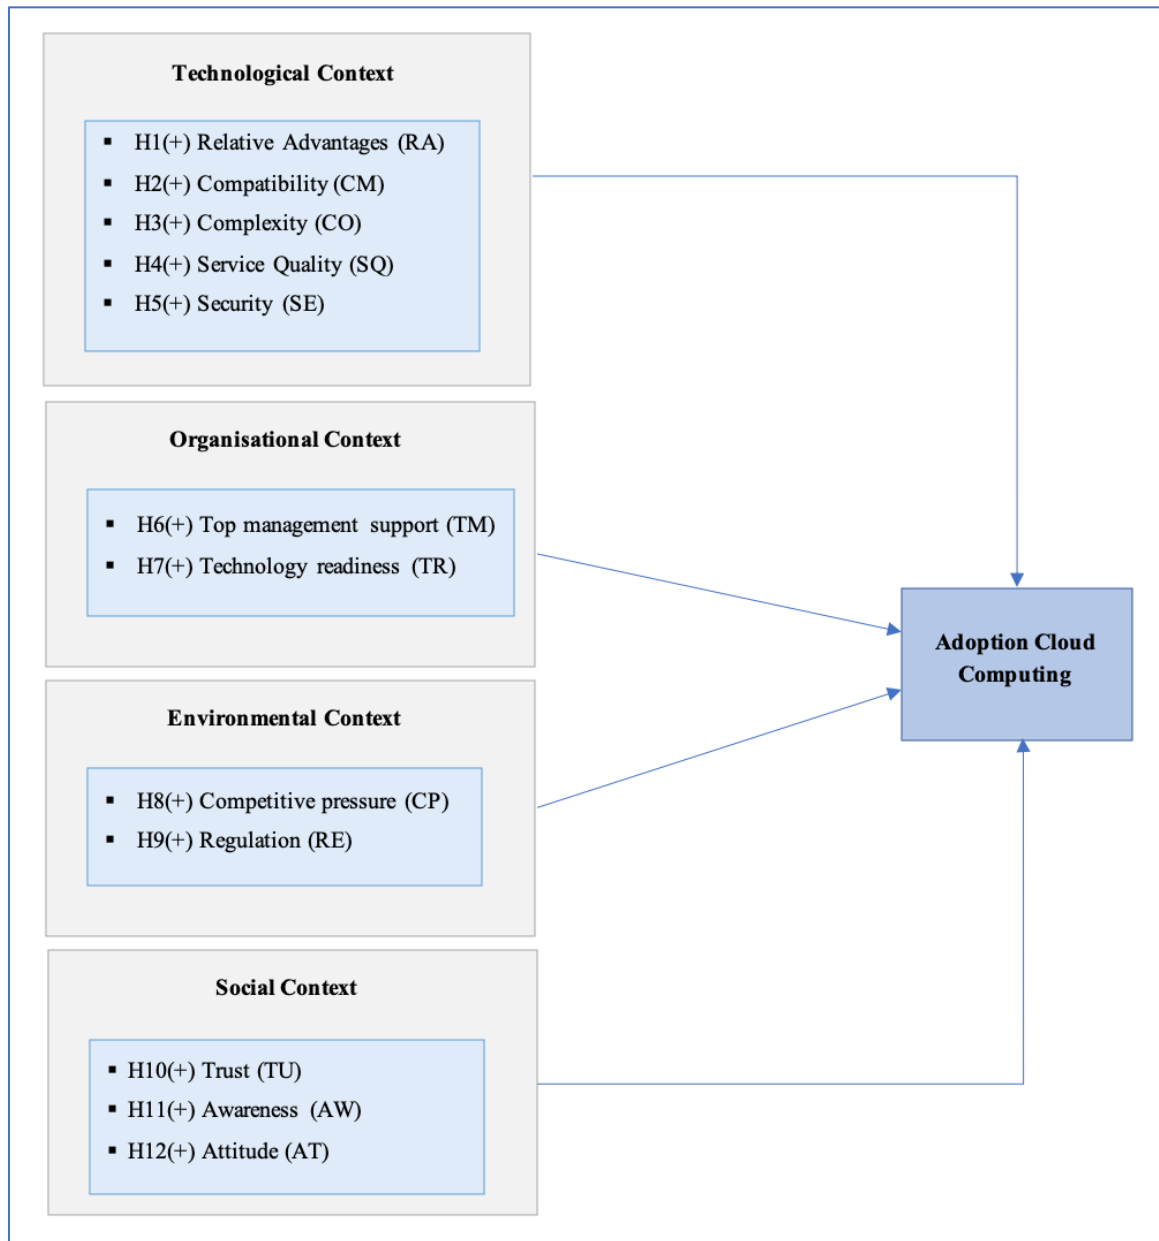 Technological Context
▪ H1(+) Relative Advantages (RA)
▪ H2(+) Compatibility (CM)
▪ H3(+) Complexity (CO)
▪ H4(+) Service Quality (SQ)
▪ H5(+) Security (SE)
Organisational Context
▪ H6(+) Top management support (TM)
▪ H7(+) Technology readiness (TR)
Environmental Context
▪ H8(+) Competitive pressure (CP)
▪ H9(+) Regulation (RE)
Social Context
▪ H10(+) Trust (TU)
▪ H11(+) Awareness (AW)
▪ H12(+) Attitude (AT)
Adoption Cloud
Computing